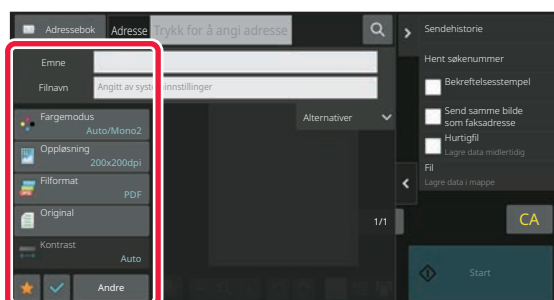 Adressebok Adresse Trykk for å angi adresse
Emne
Filnavn Angitt av systeminnstillinger
Fargemodus
Auto/Mono2
Oppløsning
200x200dpi
Filformat
PDF
Original
Kontrast
Auto
Andre
Alternativer
1/1
Sendehistorie
Hent søkenummer
Bekreftelsesstempel
Send samme bilde
som faksadresse
Hurtigfil
Lagre data midlertidig
Fil
Lagre data i mappe
CA
Start